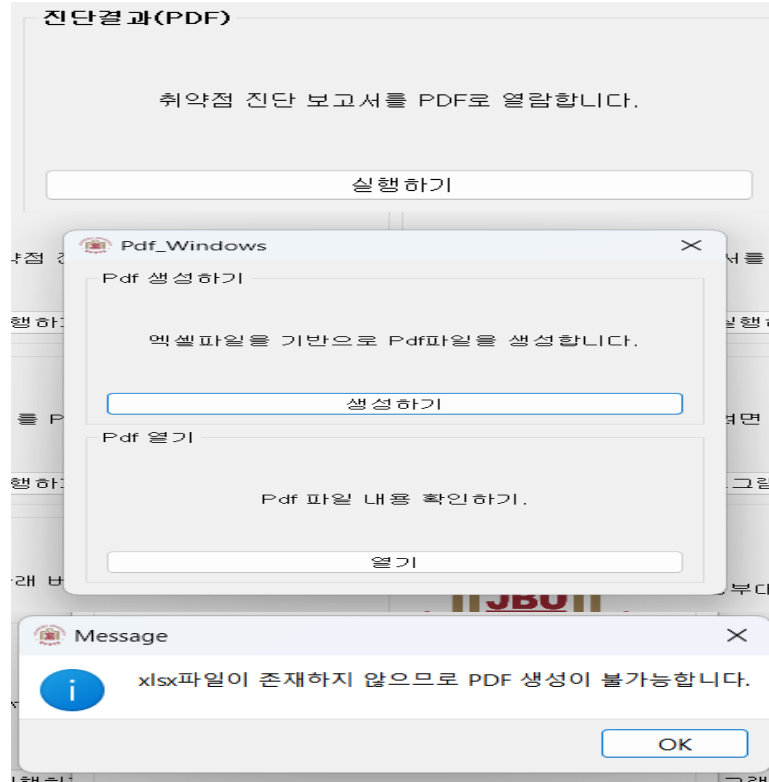 진단결과(PDF)
취약점 진단 보고서를 PDF로 열람합니다.
실행하기
Pdf_Windows
Pdf 생성하기
엑셀파일을 기반으로 Pdf파일을 생성합니다.
생성하기
Pdf 열기
Pdf 파일 내용 확인하기.
열기
JBU
Message
xlsx파일이 존재하지 않으므로 PDF 생성이 불가능합니다.
OK